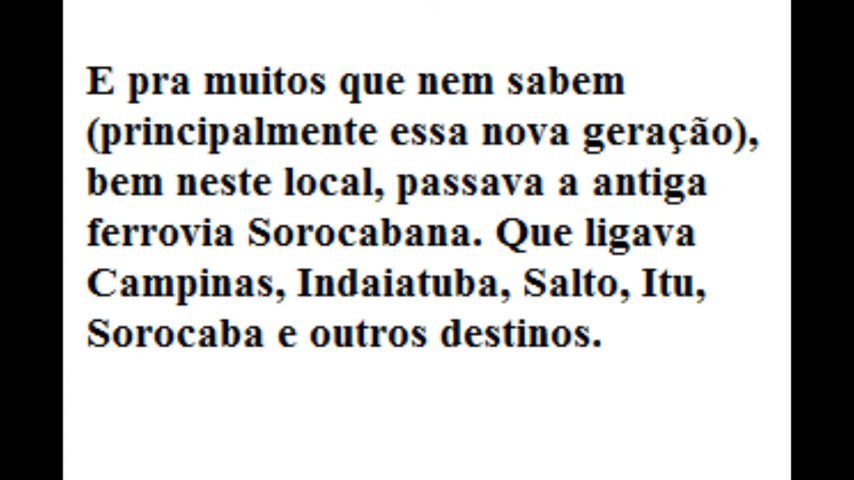 E pra muitos que nem sabem
(principalmente essa nova geração),
bem neste local, passava a antiga
ferrovia Sorocabana. Que ligava
Campinas, Indaiatuba, Salto, Itu,
Sorocaba e outros destinos.